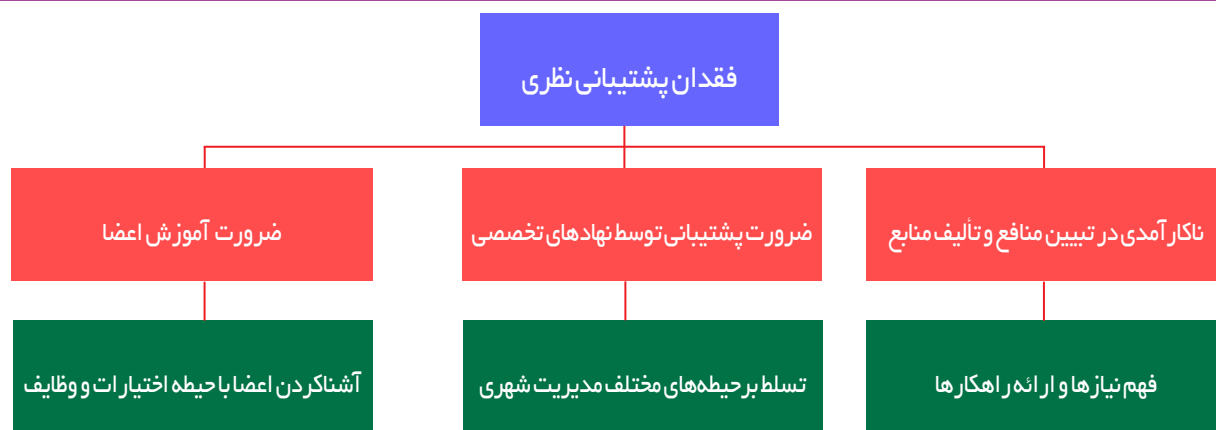 فقدان پشتیبانی نظری
ناکارآمدی در تبیین منافع و تألیف منابع
ضرورت پشتیبانی توسط نهادهای تخصصی
ضرورت آموزش اعضا
فهم نیازها و ارائه راهکارها
تسلط بر حیطه‌های مختلف مدیریت شهری
آشنا کردن اعضا با حیطه اختیارات و وظایف